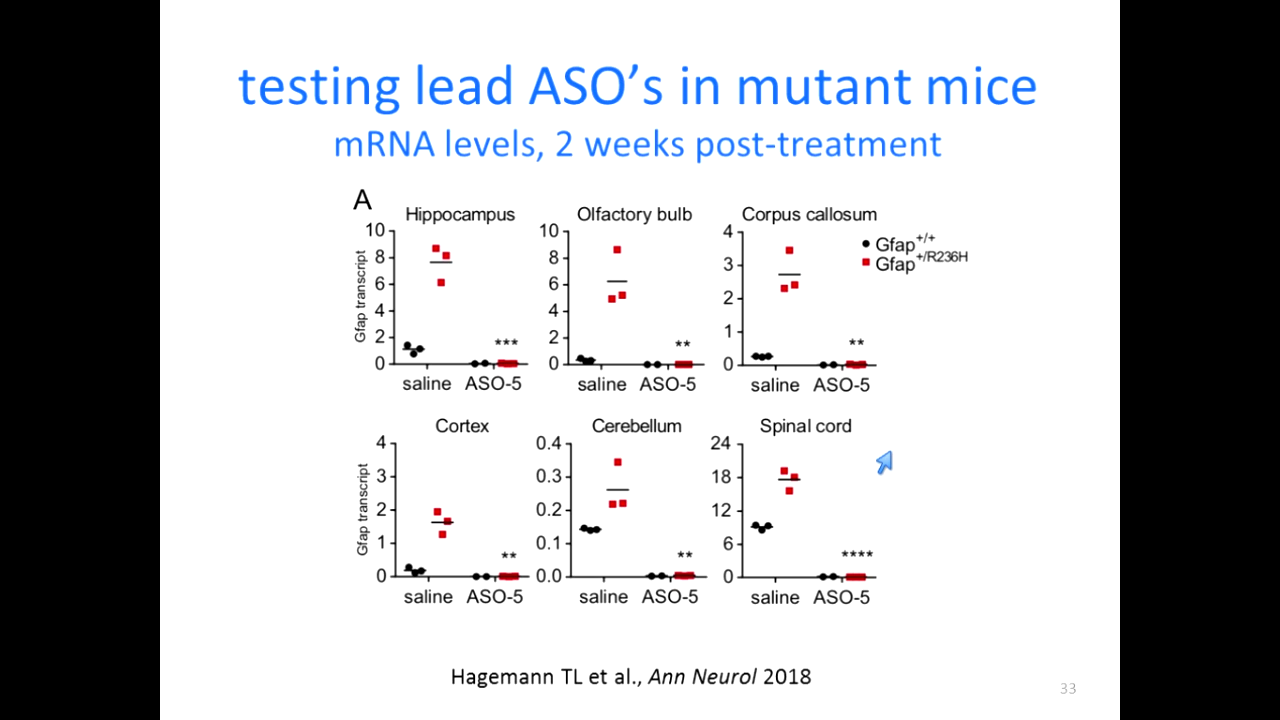 testing lead ASO's in mutant mice
mRNA levels, 2 weeks post-treatment
A
Hippocampus
Olfactory bulb
Corpus callosum
Gfap+/+
Gfap+/R236H
Gfap transcript
10
8
6
4
2
0
***
saline
ASO-5
10
8
6
4
2
0
**
saline
ASO-5
4
3
2
1
0
**
saline
ASO-5
Cortex
Cerebellum
Spinal cord
Gfap transcript
4
3
2
1
0
**
saline
ASO-5
0.4
0.3
0.2
0.1
0.0
**
saline
ASO-5
24
18
12
6
0
****
saline
ASO-5
Hagemann TL et al., Ann Neurol 2018
33